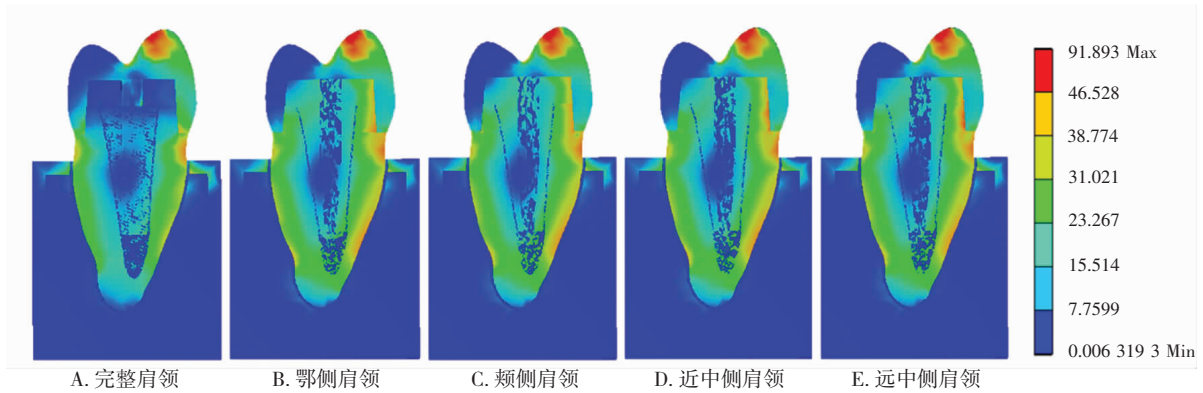 91.893 Max
46.528
38.774
31.021
23.267
15.514
7.7599
0.006 319 3 Min
A. 完整肩领
B. 鄂侧肩领
C. 颊侧肩领
D. 近中侧肩领
E. 远中侧肩领